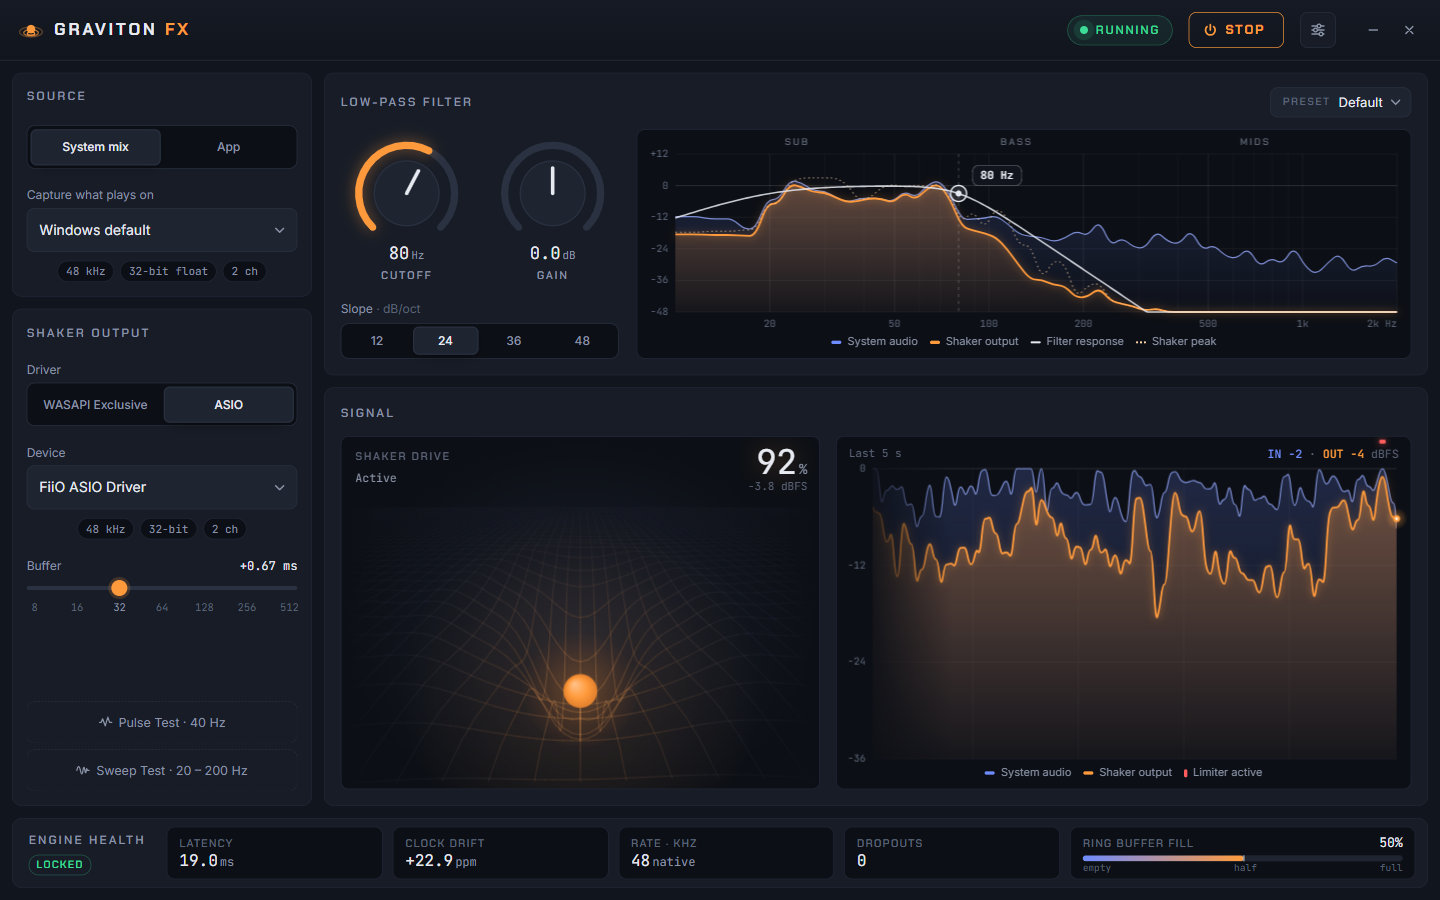 GRAVITON FX
RUNNING
STOP
SOURCE
System mix
App
Capture what plays on
Windows default
48 kHz
32-bit float
2 ch
SHAKER OUTPUT
Driver
WASAPI Exclusive
ASIO
Device
FiiO ASIO Driver
48 kHz
32-bit
2 ch
Buffer
+0.67 ms
8 16 32 64 128 256 512
Pulse Test · 40 Hz
Sweep Test · 20 – 200 Hz
LOW-PASS FILTER
PRESET Default
80 Hz
CUTOFF
0.0 dB
GAIN
Slope · dB/oct
12 24 36 48
SUB BASS MIDS
+12
0
-12
-24
-36
-48
80 Hz
20 50 100 200 500 1k 2k Hz
System audio Shaker output Filter response Shaker peak
SIGNAL
SHAKER DRIVE
Active
92%
-3.8 dBFS
Last 5 s
IN -2 · OUT -4 dBFS
0
-12
-24
-36
System audio Shaker output Limiter active
ENGINE HEALTH
LOCKED
LATENCY
19.0 ms
CLOCK DRIFT
+22.9 ppm
RATE · KHZ
48 native
DROPOUTS
0
RING BUFFER FILL
50%
empty half full